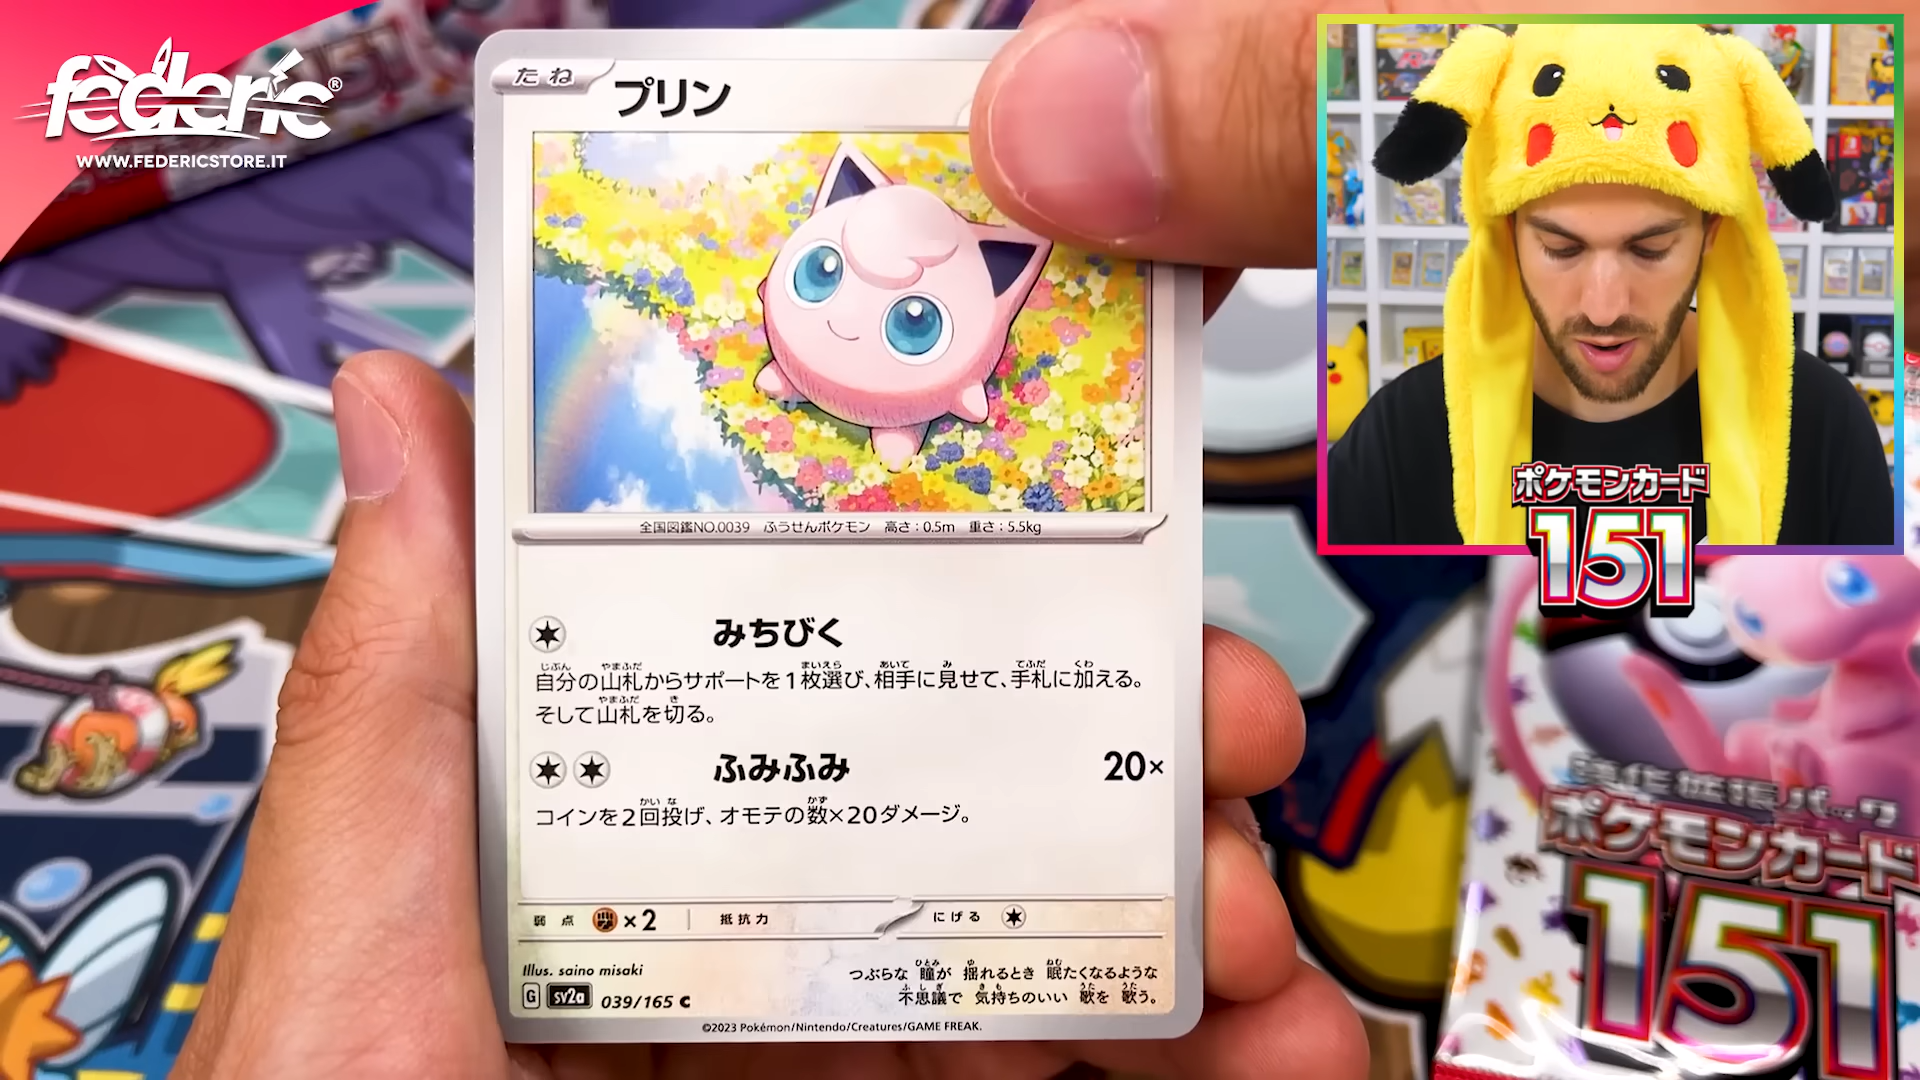 federic®
WWW.FEDERICSTORE.IT
151
たね
プリン
全国図鑑NO.0039 ふうせんポケモン 高さ:0.5m 重さ:5.5kg
みちびく
自分の山札からサポートを1枚選び、相手に見せて、手札に加える。
そして山札を切る。
ふみふみ 20×
コインを2回投げ、オモテの数×20ダメージ。
弱点 ×2 抵抗力 にげる
Illus. saino misaki
つぶらな 瞳が 揺れるとき 眠たくなるような
不思議で 気持ちのいい 歌を 歌う。
G sv2a 039/165 C
©2023 Pokémon/Nintendo/Creatures/GAME FREAK.
ポケモンカード
151
強化拡張パック
ポケモンカード
151